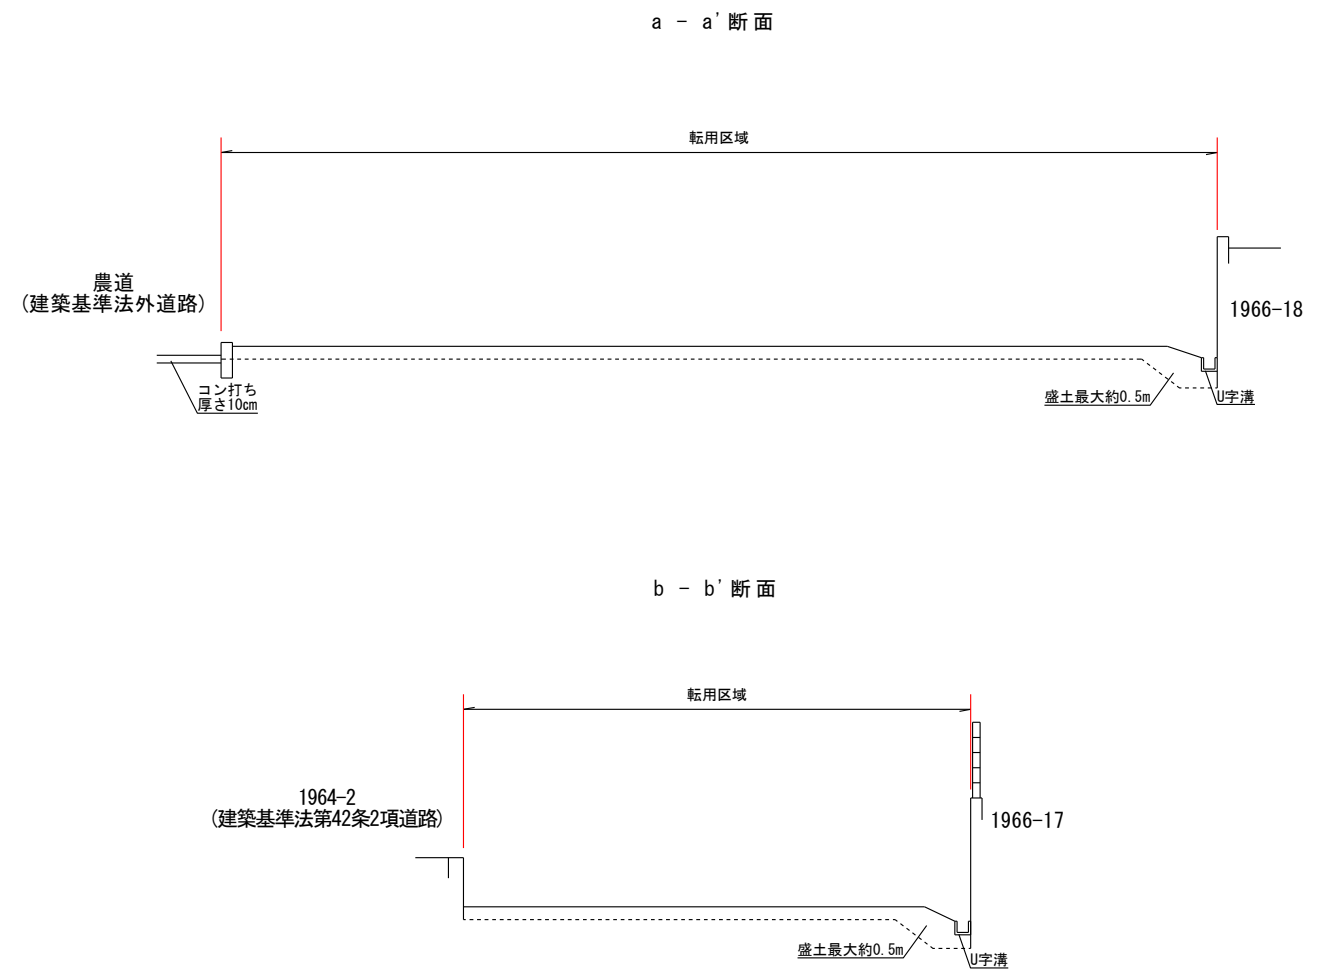 a － a'断面
転用区域
農道
(建築基準法外道路)
1966-18
コン打ち
厚さ10cm
盛土最大約0.5m
U字溝
b － b'断面
転用区域
1964-2
(建築基準法第42条2項道路)
1966-17
盛土最大約0.5m
U字溝